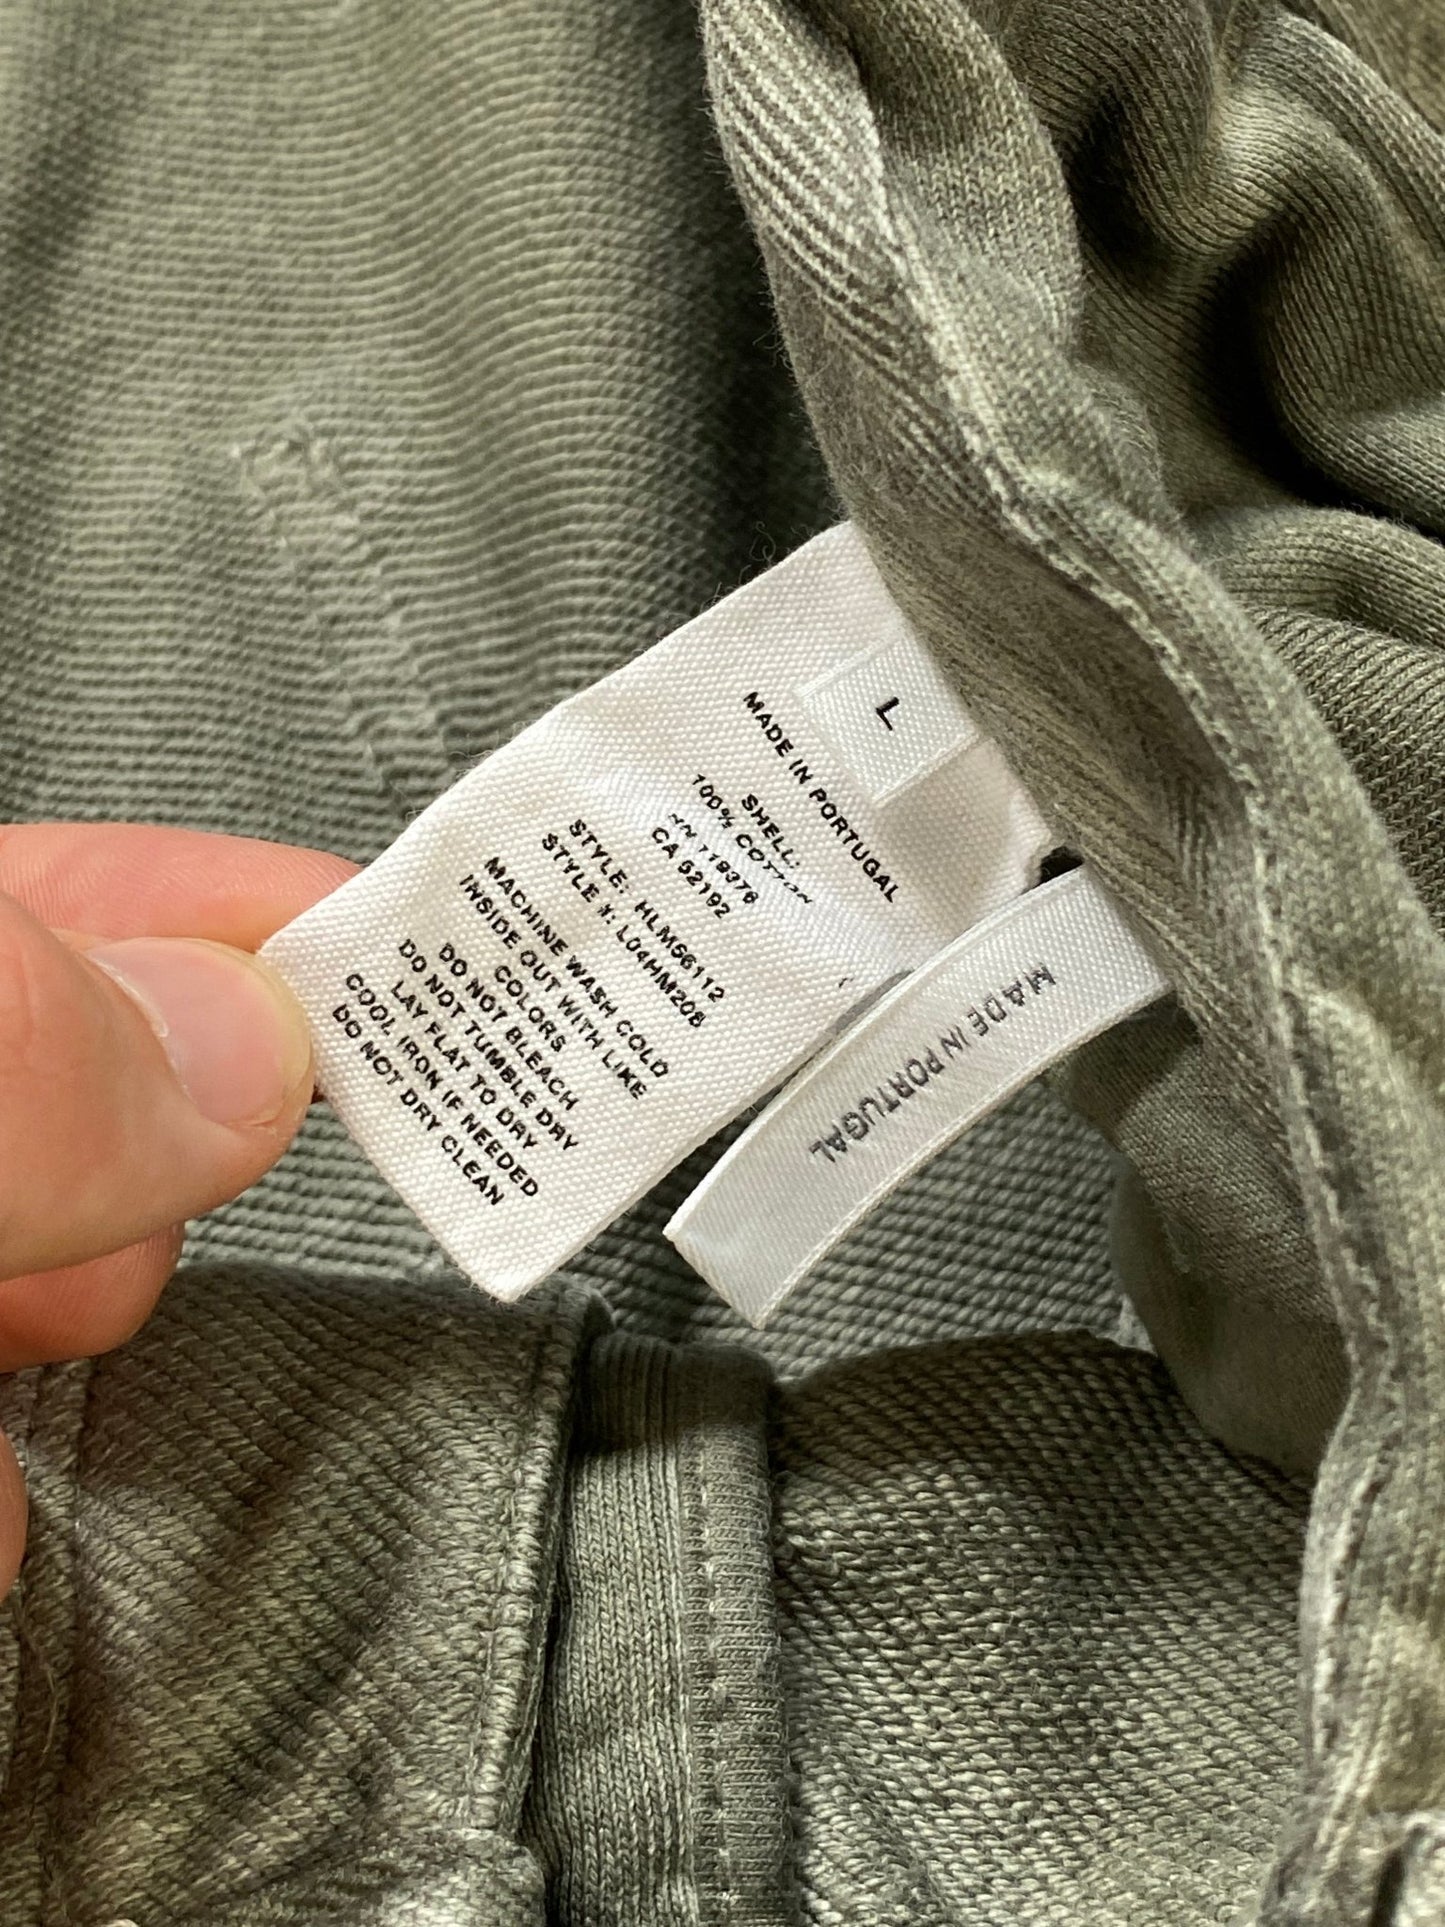 L
MADE IN PORTUGAL
SHELL:
100% COTTON
RN 119376
CA 52192
STYLE: HLMS6112
STYLE #: L04HM208
MACHINE WASH COLD
INSIDE OUT WITH LIKE
COLORS
DO NOT BLEACH
DO NOT TUMBLE DRY
LAY FLAT TO DRY
COOL IRON IF NEEDED
DO NOT DRY CLEAN
MADE IN PORTUGAL